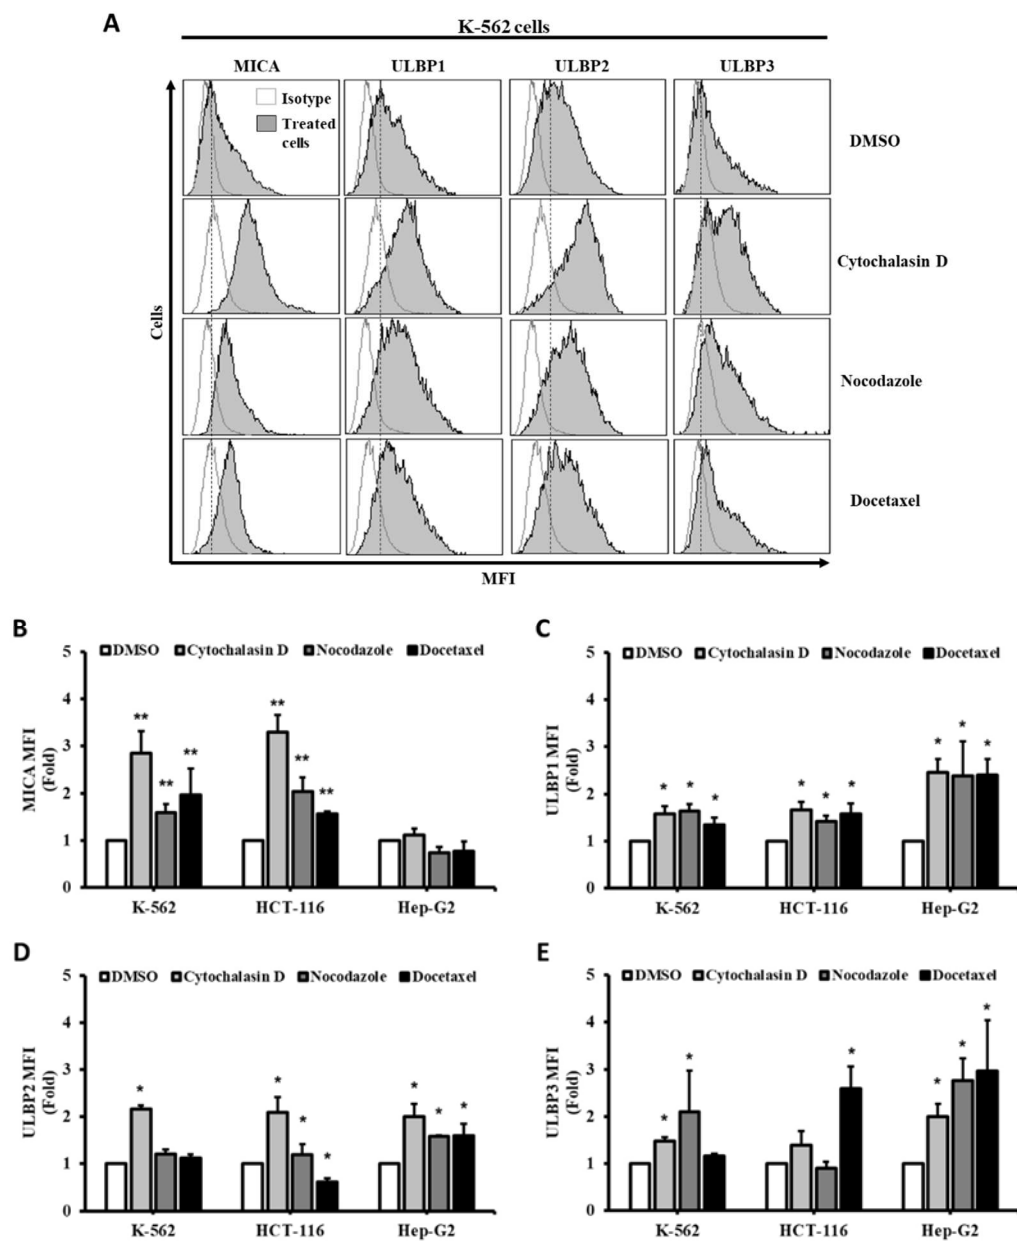 A
K-562 cells
MICA ULBP1 ULBP2 ULBP3
Isotype
Treated
cells
DMSO
Cytochalasin D
Nocodazole
Docetaxel
Cells
MFI
B
DMSO Cytochalasin D Nocodazole Docetaxel
MICA MFI
(Fold)
5
4
3
2
1
0
** ** **
** ** **
K-562 HCT-116 Hep-G2
C
DMSO Cytochalasin D Nocodazole Docetaxel
ULBP1 MFI
(Fold)
5
4
3
2
1
0
* * *
* * *
* * *
K-562 HCT-116 Hep-G2
D
DMSO Cytochalasin D Nocodazole Docetaxel
ULBP2 MFI
(Fold)
5
4
3
2
1
0
*
* * *
* * *
K-562 HCT-116 Hep-G2
E
DMSO Cytochalasin D Nocodazole Docetaxel
ULBP3 MFI
(Fold)
5
4
3
2
1
0
* *
*
* * *
K-562 HCT-116 Hep-G2